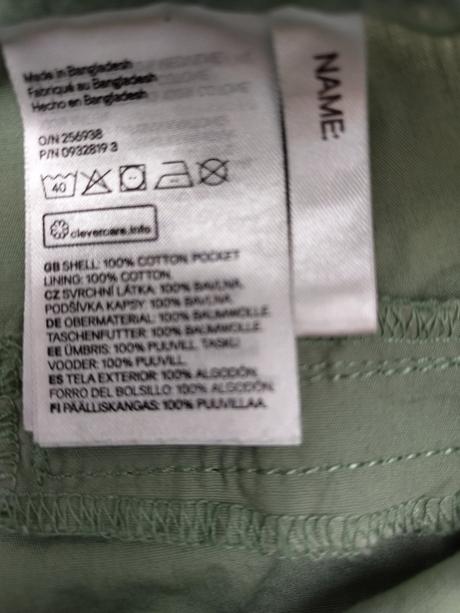 Made in Bangladesh
Fabriqué au Bangladesh
Hecho en Bangladesh
O/N 256938
P/N 0932819 3
40
clevercare.info
GB SHELL: 100% COTTON. POCKET
LINING: 100% COTTON.
CZ SVRCHNÍ LÁTKA: 100% BAVLNA.
PODŠÍVKA KAPSY: 100% BAVLNA.
DE OBERMATERIAL: 100% BAUMWOLLE.
TASCHENFUTTER: 100% BAUMWOLLE.
EE ÜMBRIS: 100% PUUVILL. TASKU
VOODER: 100% PUUVILL.
ES TELA EXTERIOR: 100% ALGODÓN.
FORRO DEL BOLSILLO: 100% ALGODÓN.
FI PÄÄLLISKANGAS: 100% PUUVILLAA.
NAME: